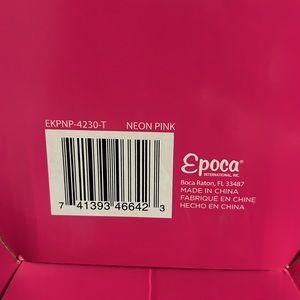 EKPNP-4230-T NEON PINK
7 41393 46642 3
Epoca
INTERNATIONAL, INC.
Boca Raton, FL 33487
MADE IN CHINA
FABRIQUÉ EN CHINE
HECHO EN CHINA